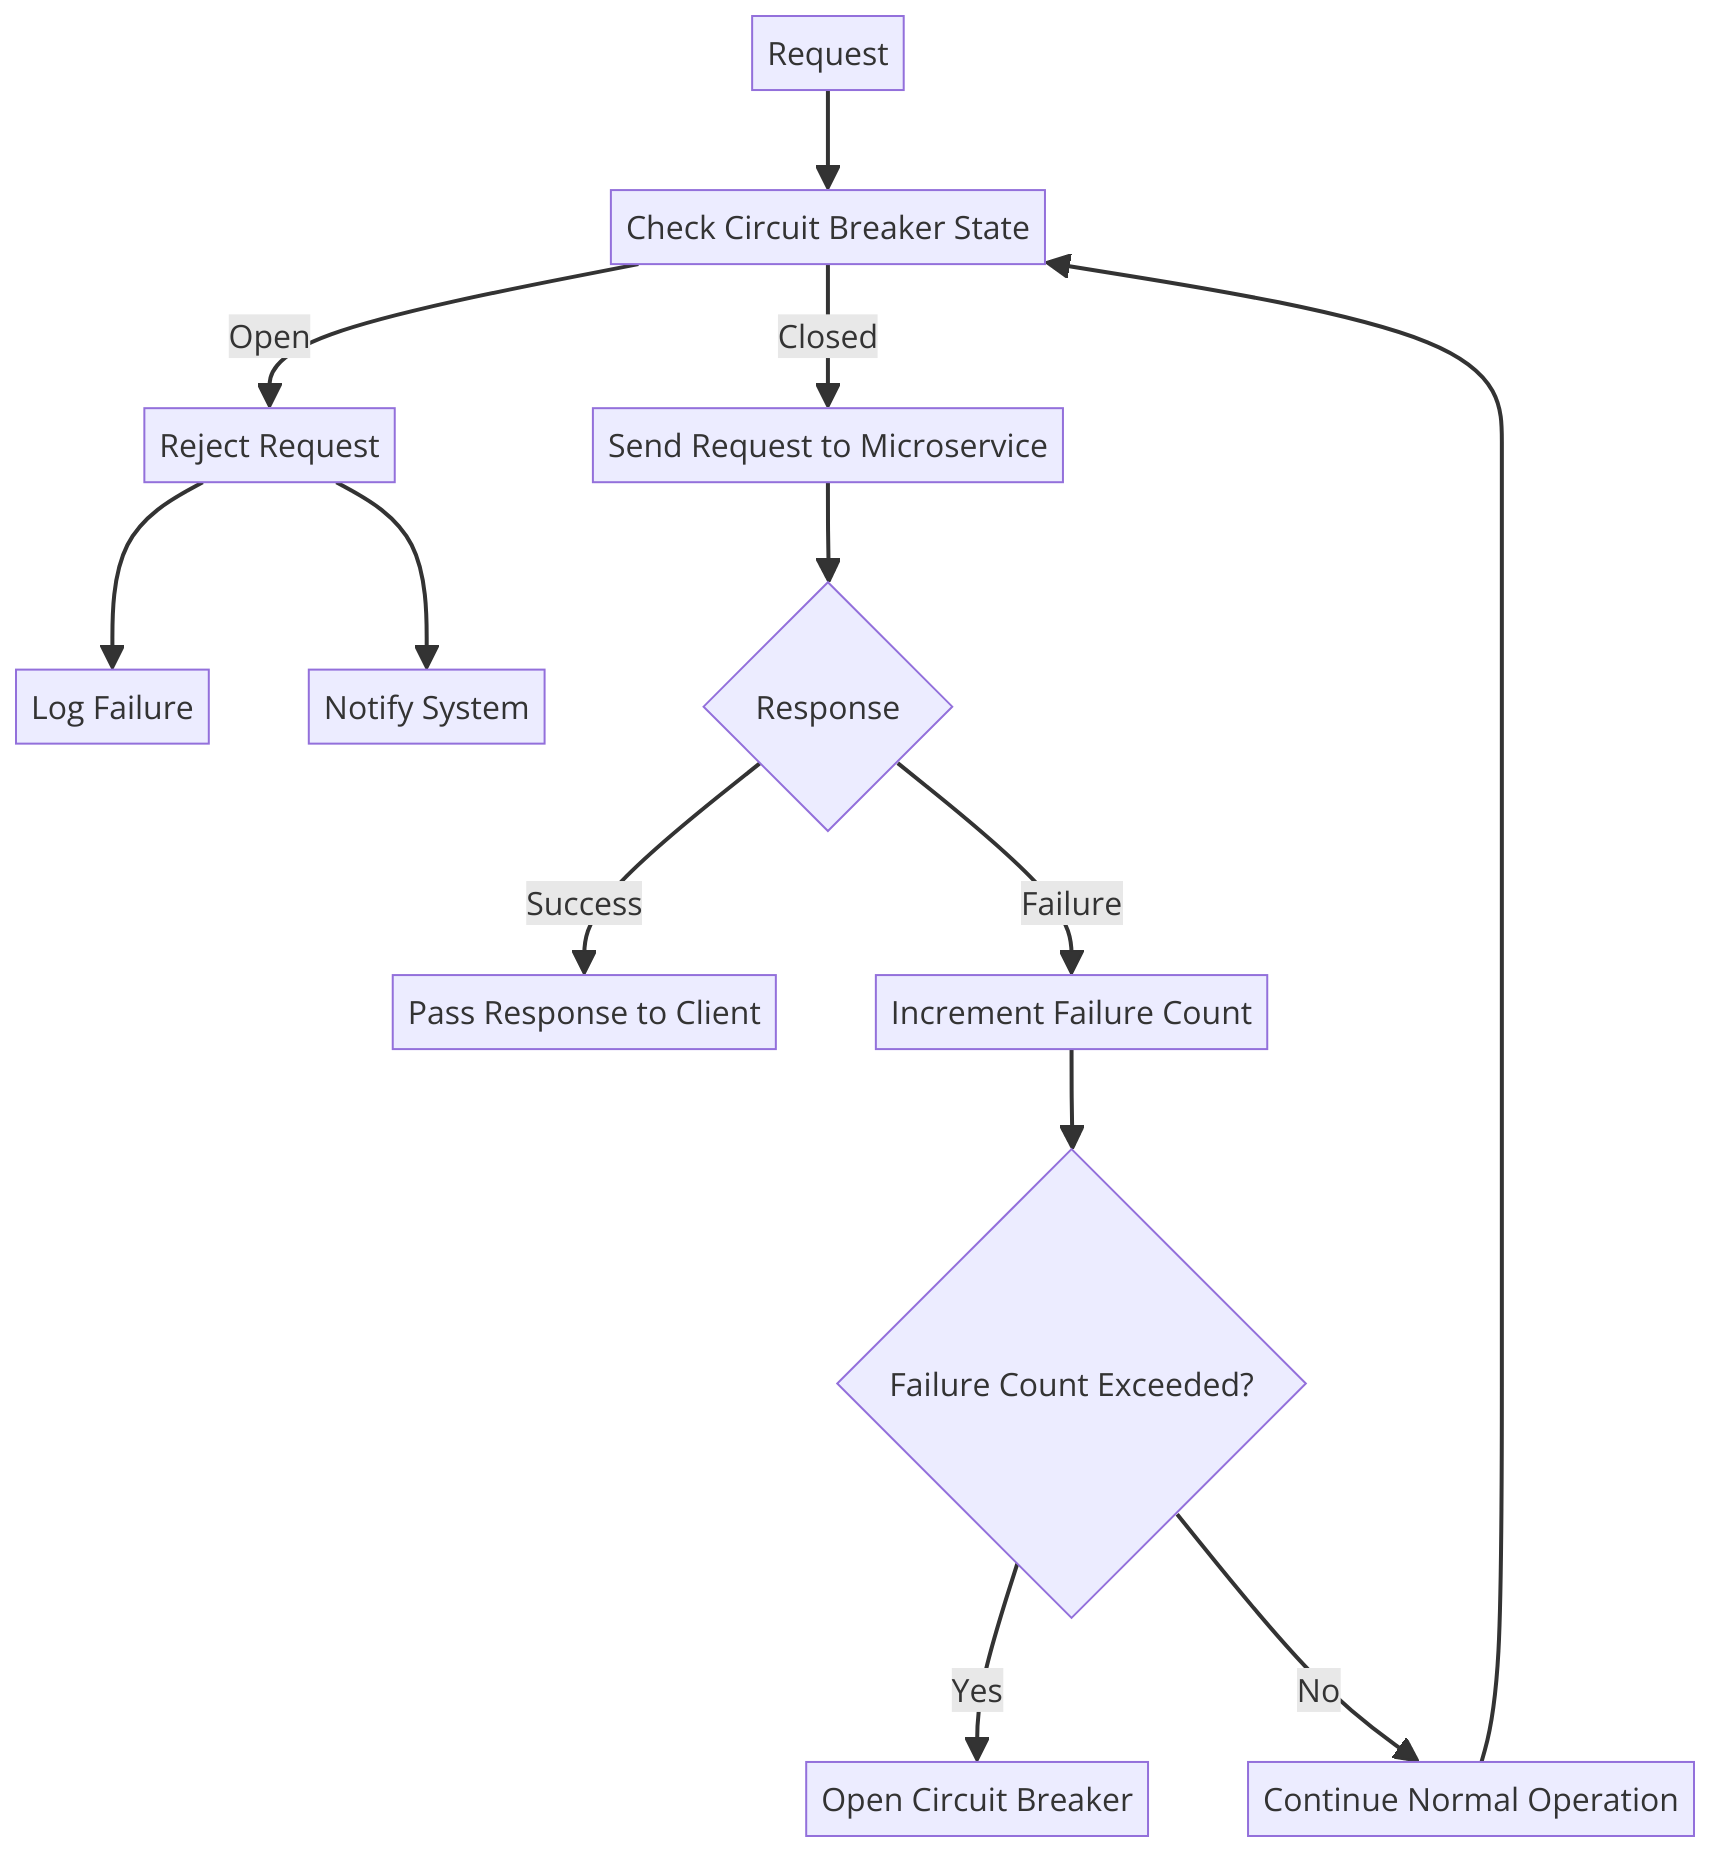 Request
Check Circuit Breaker State
Open
Closed
Reject Request
Send Request to Microservice
Log Failure
Notify System
Response
Success
Failure
Pass Response to Client
Increment Failure Count
Failure Count Exceeded?
Yes
No
Open Circuit Breaker
Continue Normal Operation